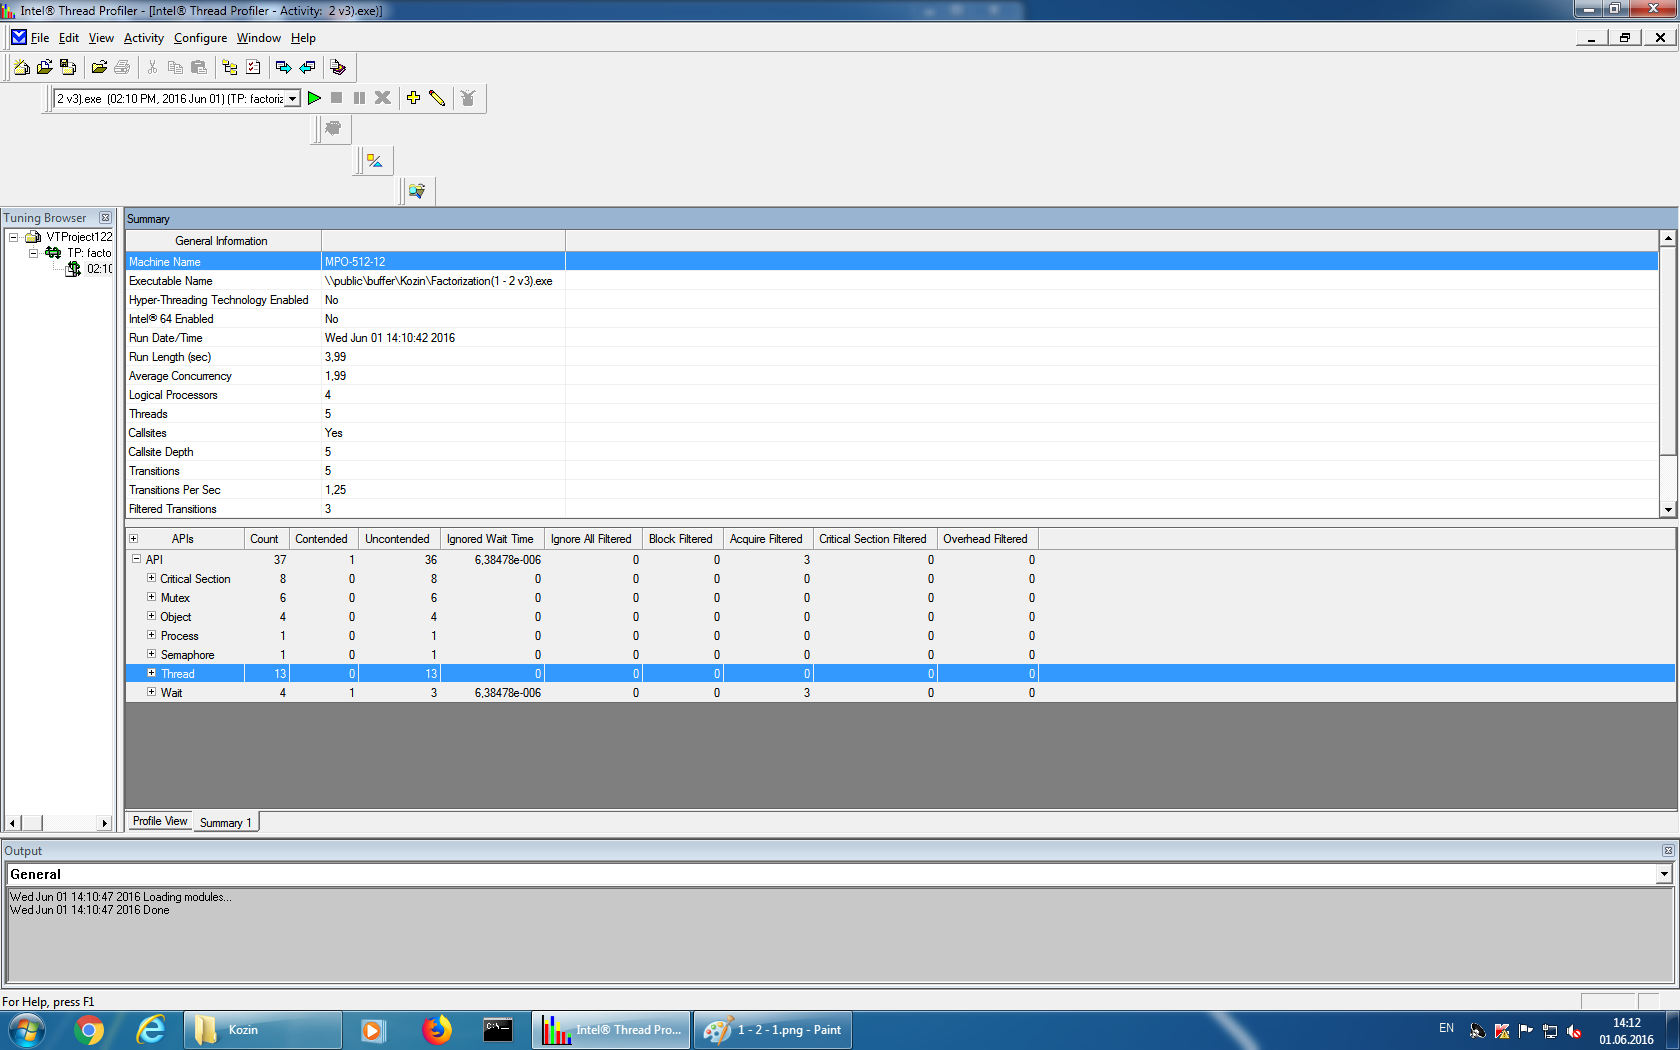 Intel® Thread Profiler - [Intel® Thread Profiler - Activity:  2 v3).exe)]
File Edit View Activity Configure Window Help
2 v3).exe  (02:10 PM, 2016 Jun 01) (TP: factoriz
Tuning Browser
VTProject122
TP: facto
02:10
Summary
General Information
Machine Name MPO-512-12
Executable Name \\public\buffer\Kozin\Factorization(1 - 2 v3).exe
Hyper-Threading Technology Enabled No
Intel® 64 Enabled No
Run Date/Time Wed Jun 01 14:10:42 2016
Run Length (sec) 3,99
Average Concurrency 1,99
Logical Processors 4
Threads 5
Callsites Yes
Callsite Depth 5
Transitions 5
Transitions Per Sec 1,25
Filtered Transitions 3
APIs Count Contended Uncontended Ignored Wait Time Ignore All Filtered Block Filtered Acquire Filtered Critical Section Filtered Overhead Filtered
API 37 1 36 6,38478e-006 0 0 3 0 0
Critical Section 8 0 8 0 0 0 0 0 0
Mutex 6 0 6 0 0 0 0 0 0
Object 4 0 4 0 0 0 0 0 0
Process 1 0 1 0 0 0 0 0 0
Semaphore 1 0 1 0 0 0 0 0 0
Thread 13 0 13 0 0 0 0 0 0
Wait 4 1 3 6,38478e-006 0 0 3 0 0
Profile View Summary 1
Output
General
Wed Jun 01 14:10:47 2016 Loading modules...
Wed Jun 01 14:10:47 2016 Done
For Help, press F1
Kozin
C:\
Intel® Thread Pro...
1 - 2 - 1.png - Paint
EN
14:12
01.06.2016